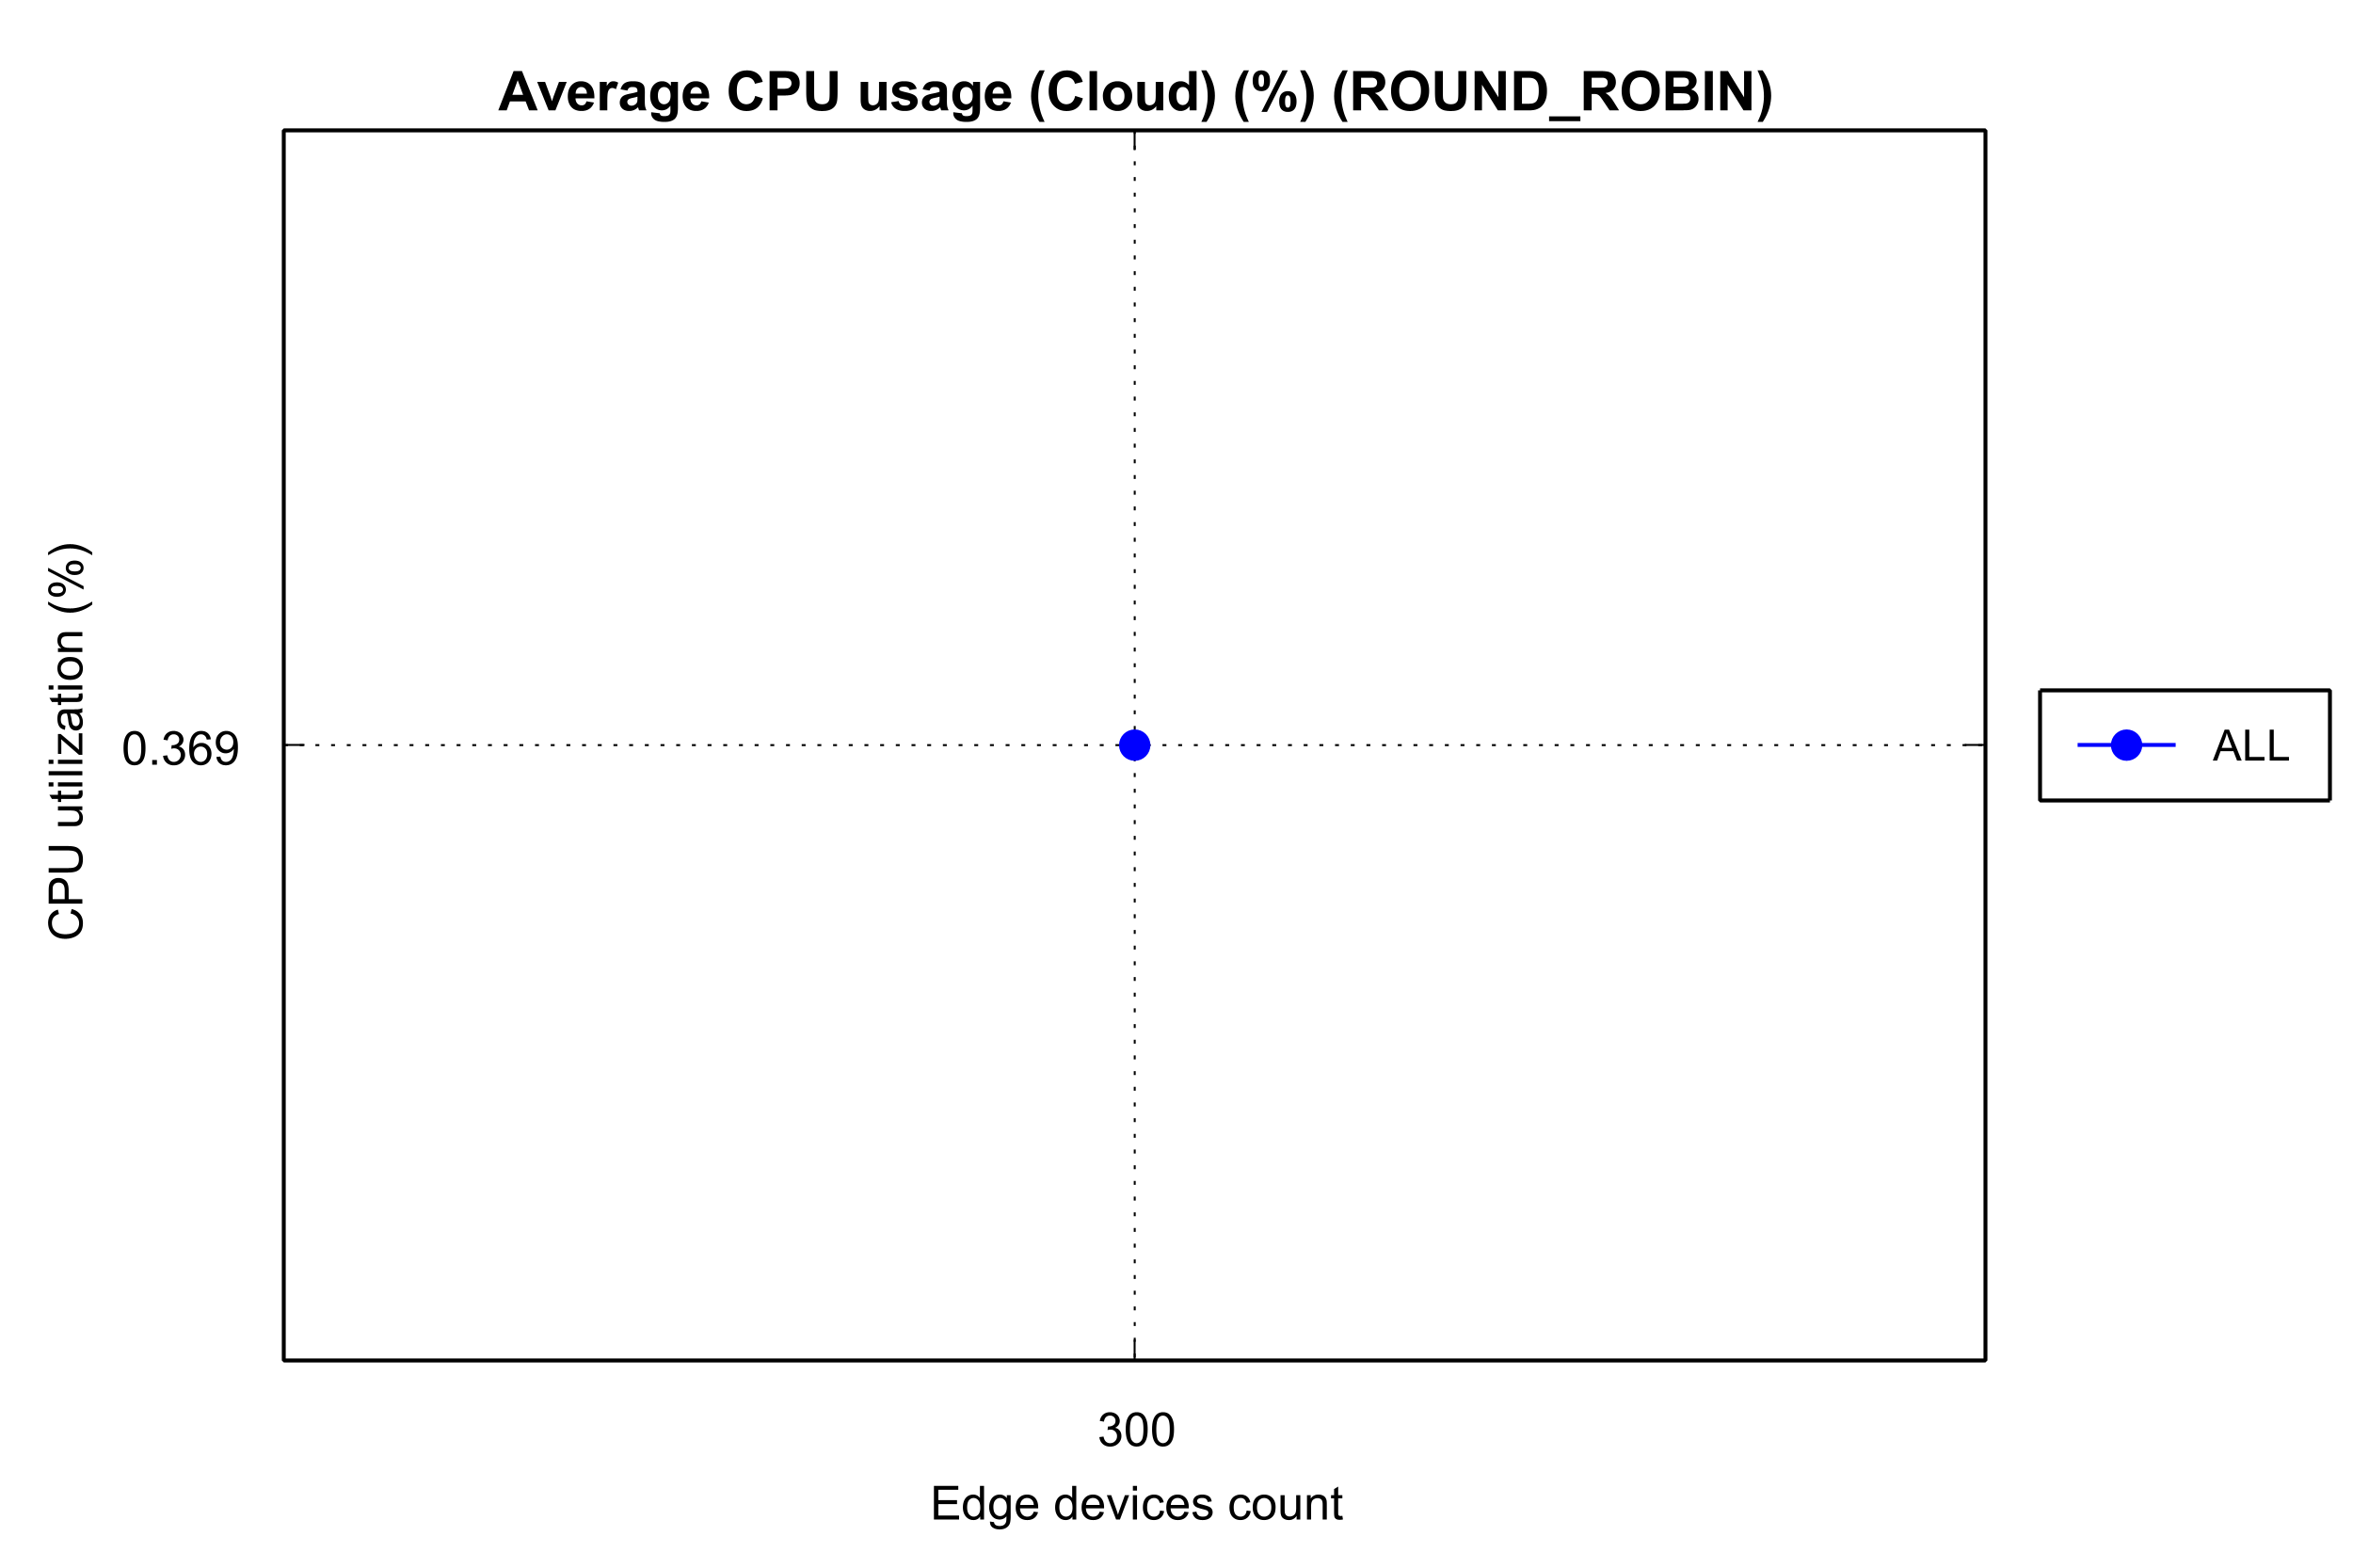 Average CPU usage (Cloud) (%) (ROUND_ROBIN)
CPU utilization (%)
0.369
ALL
300
Edge devices count